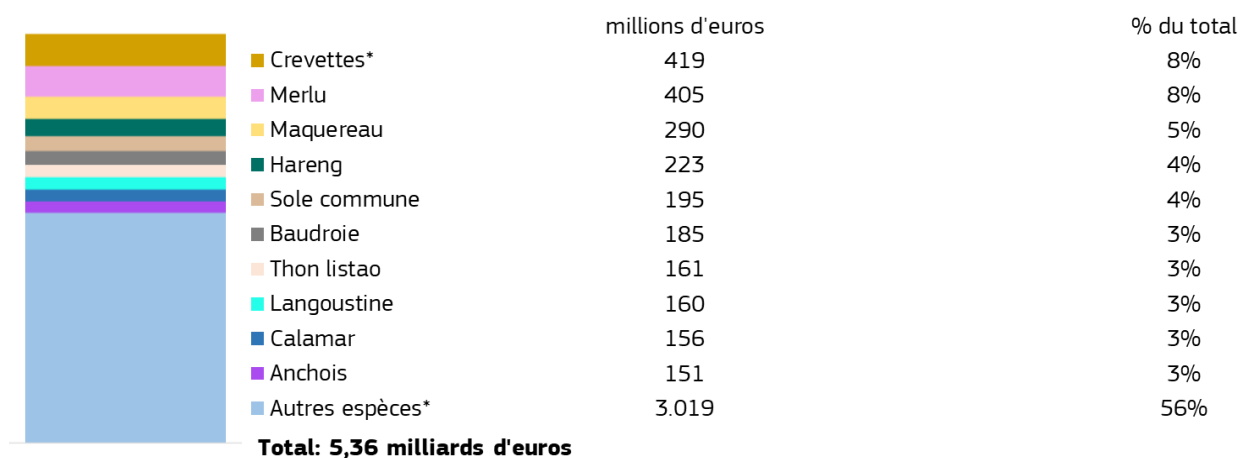 millions d'euros % du total
Crevettes* 419 8%
Merlu 405 8%
Maquereau 290 5%
Hareng 223 4%
Sole commune 195 4%
Baudroie 185 3%
Thon listao 161 3%
Langoustine 160 3%
Calamar 156 3%
Anchois 151 3%
Autres espèces* 3.019 56%
Total: 5,36 milliards d'euros